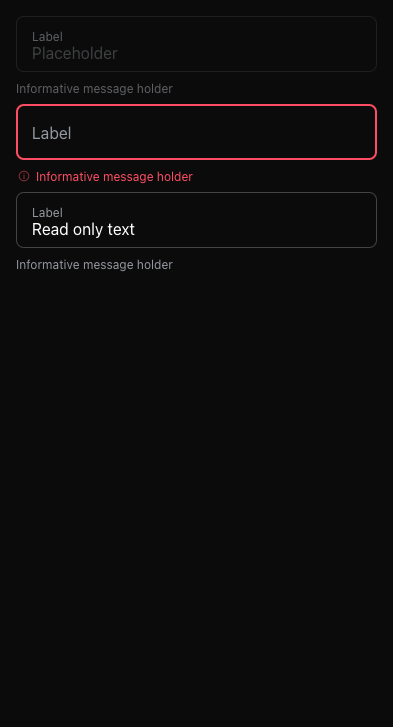 Label
Placeholder
Informative message holder
Label
Informative message holder
Label
Read only text
Informative message holder